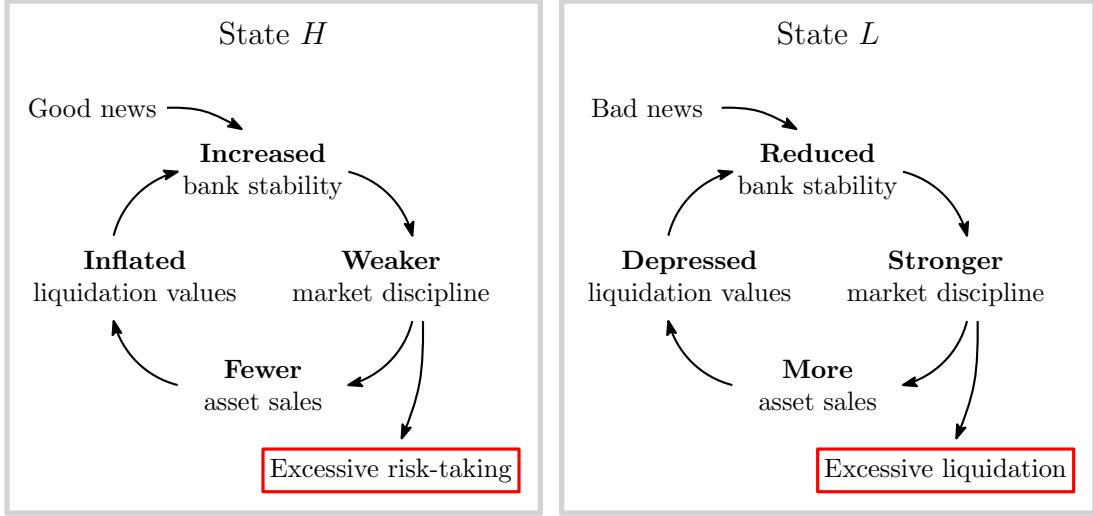 State H
Good news
Increased
bank stability
Inflated
liquidation values
Weaker
market discipline
Fewer
asset sales
Excessive risk-taking
State L
Bad news
Reduced
bank stability
Depressed
liquidation values
Stronger
market discipline
More
asset sales
Excessive liquidation